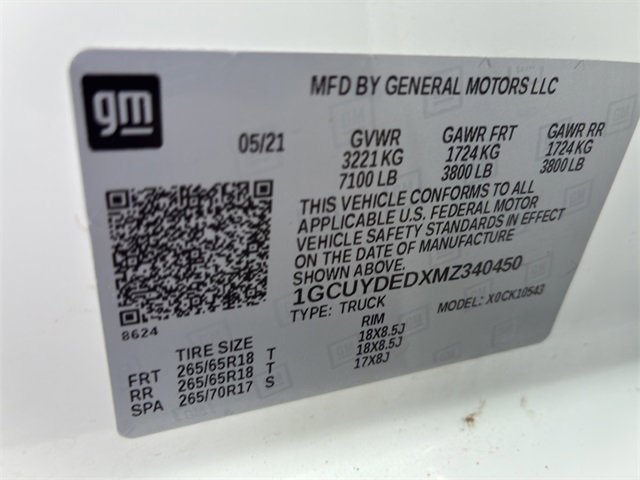 gm
MFD BY GENERAL MOTORS LLC
05/21 GVWR GAWR FRT GAWR RR
3221 KG 1724 KG 1724 KG
7100 LB 3800 LB 3800 LB
THIS VEHICLE CONFORMS TO ALL
APPLICABLE U.S. FEDERAL MOTOR
VEHICLE SAFETY STANDARDS IN EFFECT
ON THE DATE OF MANUFACTURE
SHOWN ABOVE.
1GCUYDEDXMZ340450
TYPE: TRUCK MODEL: X0CK10543
8624
TIRE SIZE RIM
FRT 265/65R18 T 18X8.5J
RR 265/65R18 T 18X8.5J
SPA 265/70R17 S 17X8J